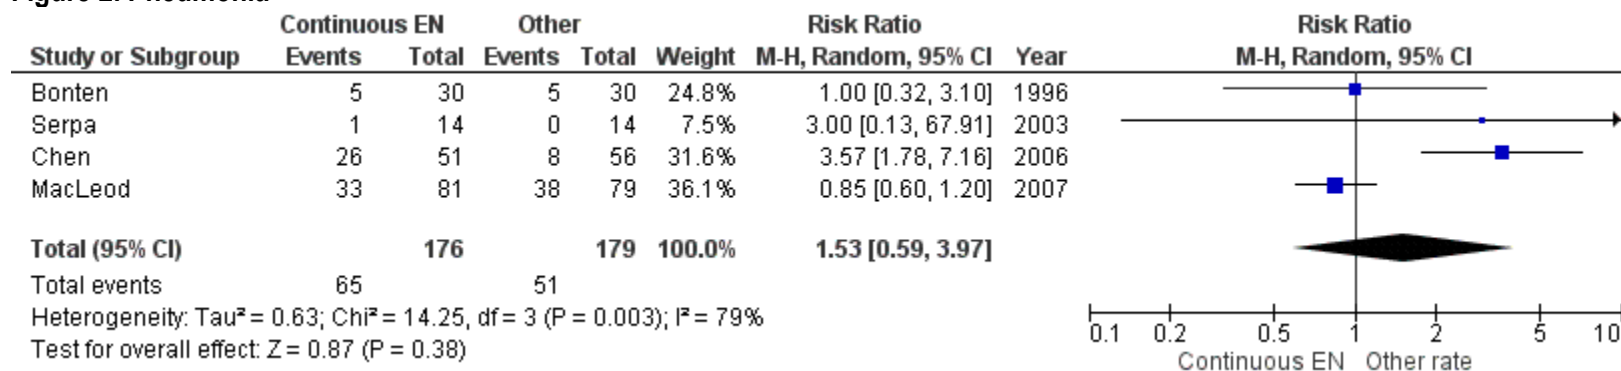 Continuous EN Other Risk Ratio Risk Ratio
Study or Subgroup Events Total Events Total Weight M-H, Random, 95% CI Year M-H, Random, 95% CI
Bonten 5 30 5 30 24.8% 1.00 [0.32, 3.10] 1996
Serpa 1 14 0 14 7.5% 3.00 [0.13, 67.91] 2003
Chen 26 51 8 56 31.6% 3.57 [1.78, 7.16] 2006
MacLeod 33 81 38 79 36.1% 0.85 [0.60, 1.20] 2007
Total (95% CI) 176 179 100.0% 1.53 [0.59, 3.97]
Total events 65 51
Heterogeneity: Tau² = 0.63; Chi² = 14.25, df = 3 (P = 0.003); I² = 79%
Test for overall effect: Z = 0.87 (P = 0.38)
0.1 0.2 0.5 1 2 5 10
Continuous EN Other rate